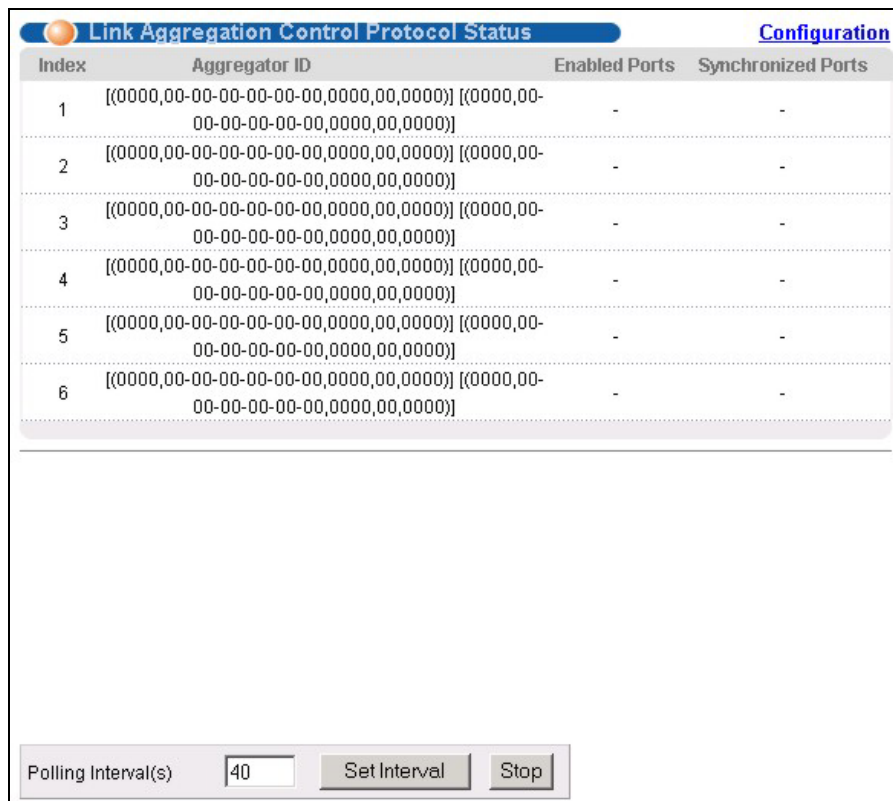 Link Aggregation Control Protocol Status Configuration
Index Aggregator ID Enabled Ports Synchronized Ports
1 [(0000,00-00-00-00-00-00,0000,00,0000)] [(0000,00-
00-00-00-00-00,0000,00,0000)] - -
2 [(0000,00-00-00-00-00-00,0000,00,0000)] [(0000,00-
00-00-00-00-00,0000,00,0000)] - -
3 [(0000,00-00-00-00-00-00,0000,00,0000)] [(0000,00-
00-00-00-00-00,0000,00,0000)] - -
4 [(0000,00-00-00-00-00-00,0000,00,0000)] [(0000,00-
00-00-00-00-00,0000,00,0000)] - -
5 [(0000,00-00-00-00-00-00,0000,00,0000)] [(0000,00-
00-00-00-00-00,0000,00,0000)] - -
6 [(0000,00-00-00-00-00-00,0000,00,0000)] [(0000,00-
00-00-00-00-00,0000,00,0000)] - -
Polling Interval(s) 40 Set Interval Stop